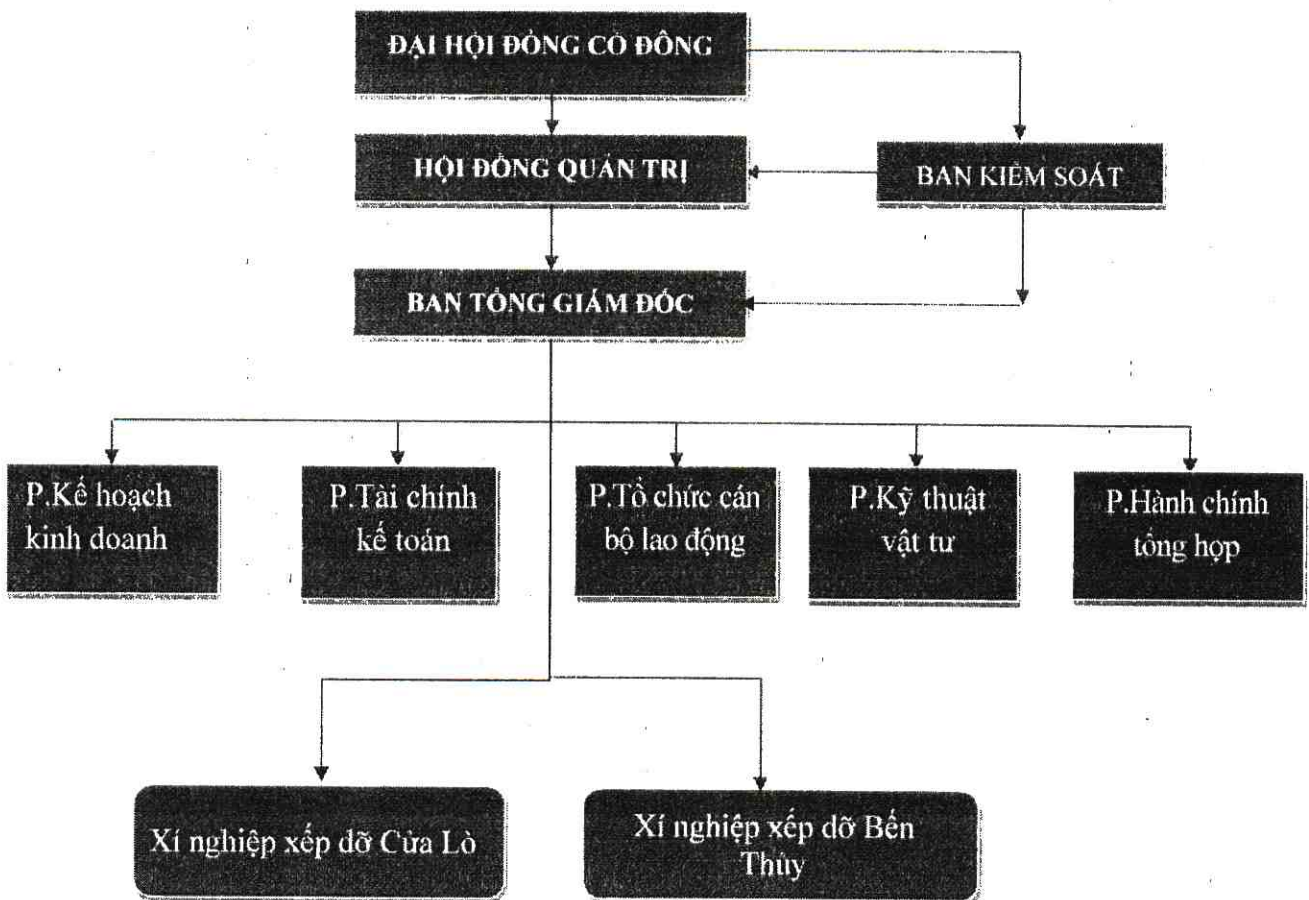 ĐẠI HỘI ĐỒNG CỔ ĐÔNG
HỘI ĐỒNG QUẢN TRỊ
BAN KIỂM SOÁT
BAN TỔNG GIÁM ĐỐC
P.Kế hoạch
kinh doanh
P.Tài chính
kế toán
P.Tổ chức cán
bộ lao động
P.Kỹ thuật
vật tư
P.Hành chính
tổng hợp
Xí nghiệp xếp dỡ Cửa Lò
Xí nghiệp xếp dỡ Bến
Thủy